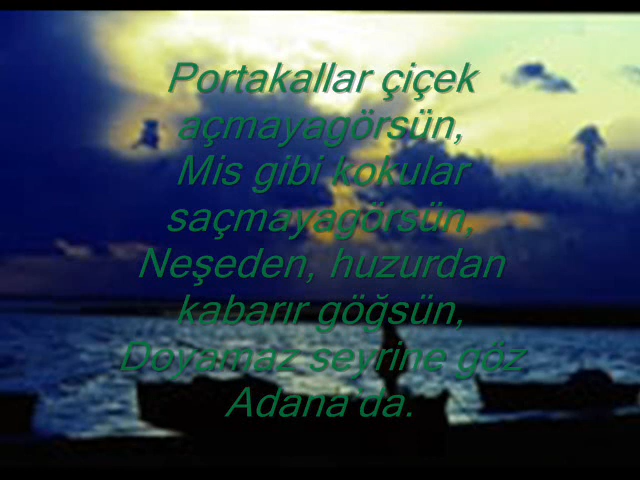 Portakallar çiçek
açmayagörsün,
Mis gibi kokular
saçmayagörsün,
Neşeden, huzurdan
kabarır göğsün,
Doyamaz seyrine göz
Adana'da.